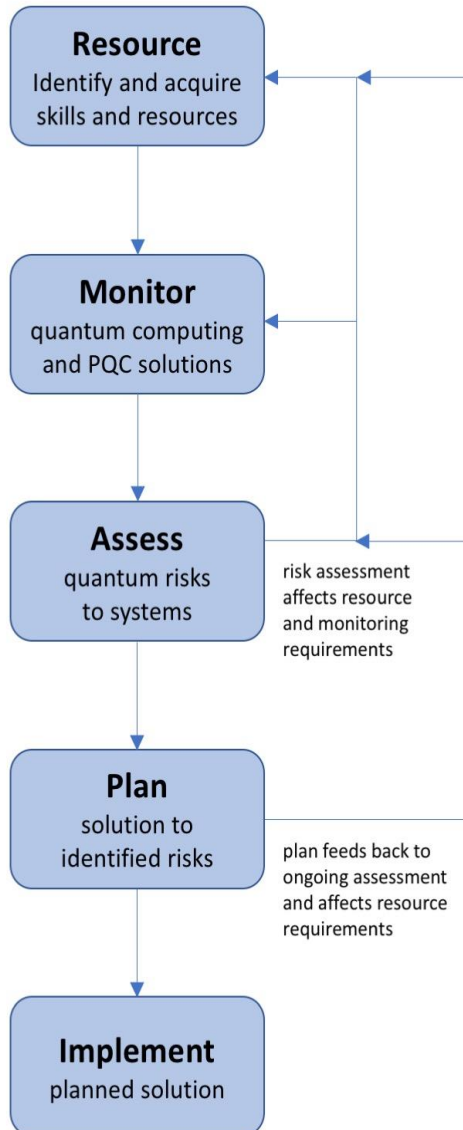 Resource
Identify and acquire
skills and resources
Monitor
quantum computing
and PQC solutions
Assess
quantum risks
to systems
risk assessment
affects resource
and monitoring
requirements
Plan
solution to
identified risks
plan feeds back to
ongoing assessment
and affects resource
requirements
Implement
planned solution